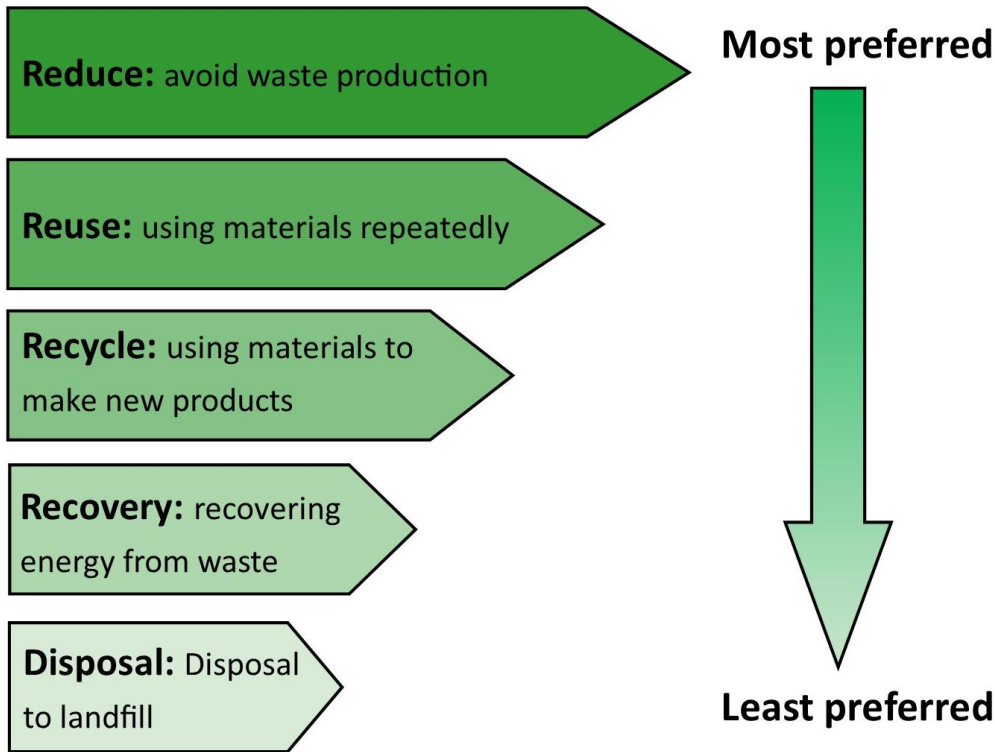 Reduce: avoid waste production
Most preferred
Reuse: using materials repeatedly
Recycle: using materials to
make new products
Recovery: recovering
energy from waste
Disposal: Disposal
to landfill
Least preferred